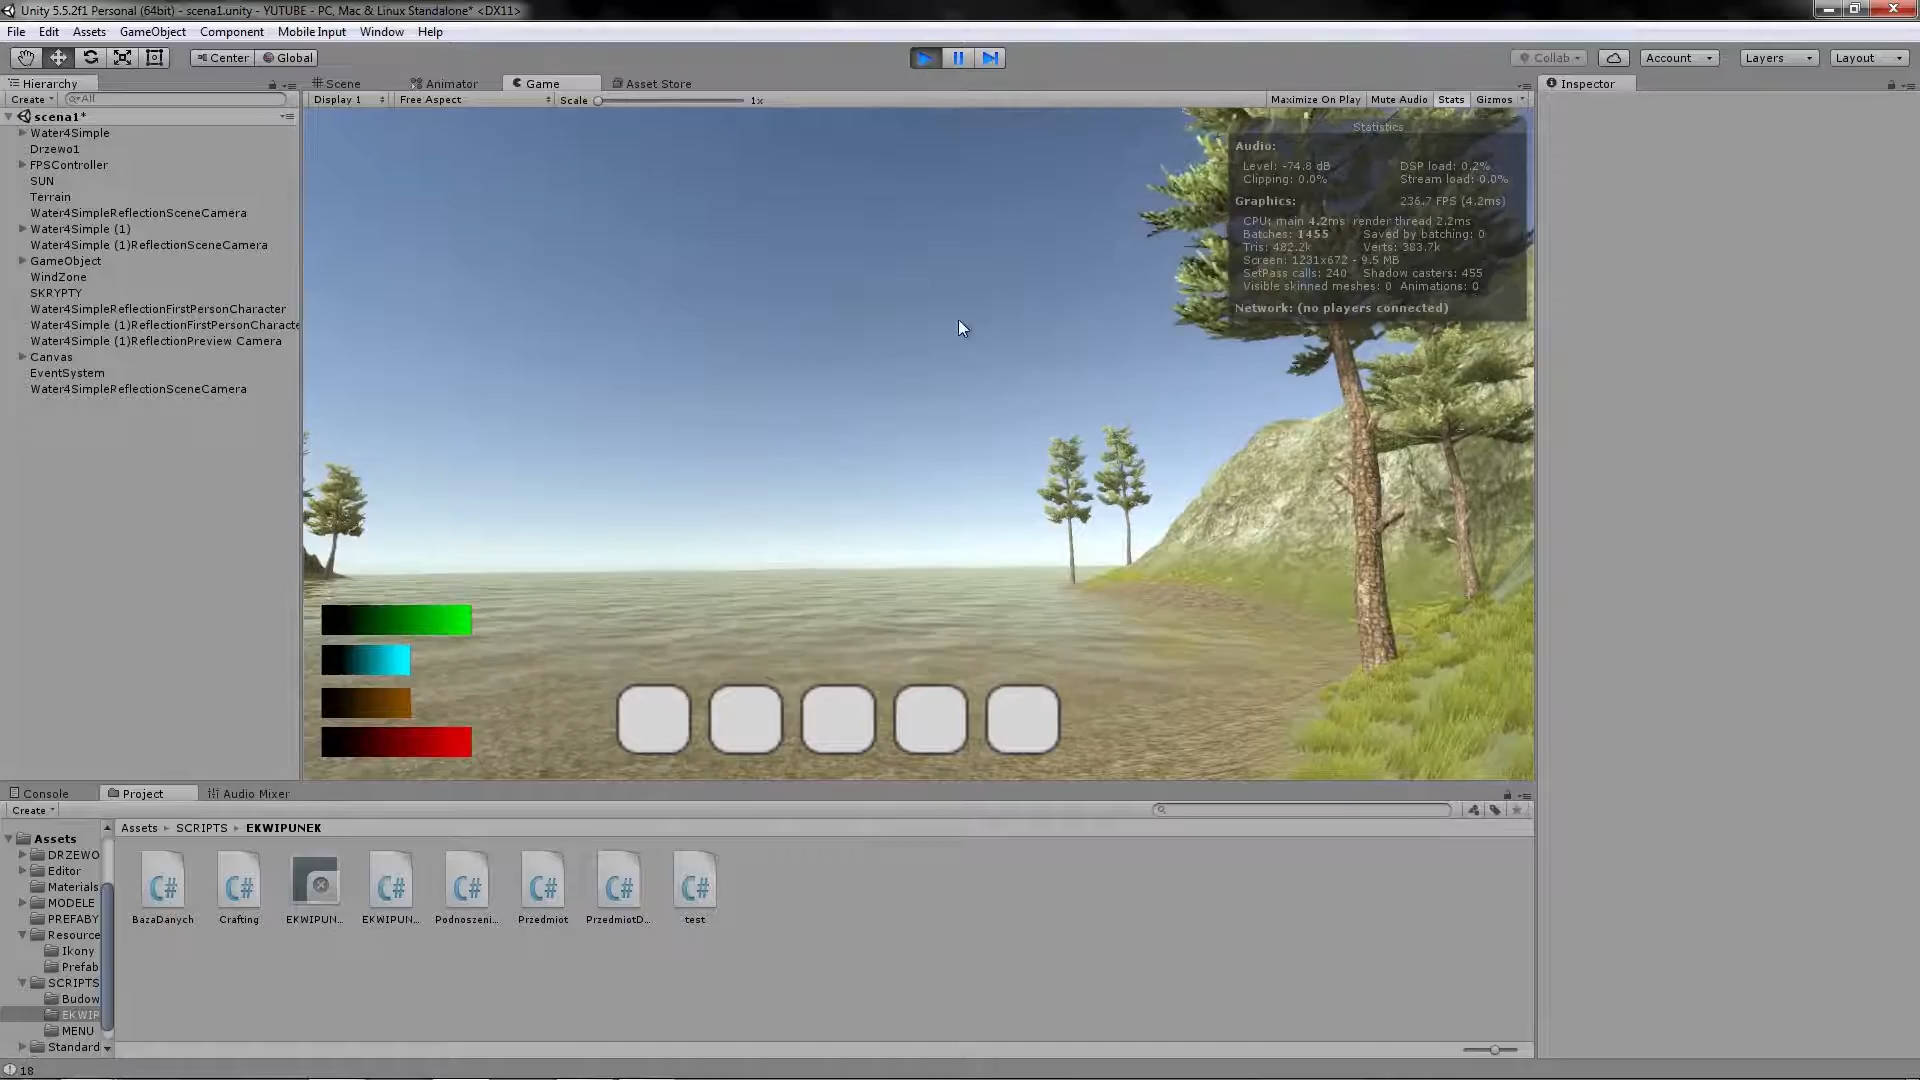 Unity 5.5.2f1 Personal (64bit) - scena1.unity - YUTUBE - PC, Mac & Linux Standalone* <DX11>
File Edit Assets GameObject Component Mobile Input Window Help
Center Global Collab Account Layers Layout
Hierarchy Scene Animator Game Asset Store Inspector
Create All Display 1 Free Aspect Scale 1x Maximize On Play Mute Audio Stats Gizmos
scena1*
Water4Simple
Drzewo1
FPSController
SUN
Terrain
Water4SimpleReflectionSceneCamera
Water4Simple (1)
Water4Simple (1)ReflectionSceneCamera
GameObject
WindZone
SKRYPTY
Water4SimpleReflectionFirstPersonCharacter
Water4Simple (1)ReflectionFirstPersonCharacte
Water4Simple (1)ReflectionPreview Camera
Canvas
EventSystem
Water4SimpleReflectionSceneCamera
Statistics
Audio:
Level: -74.8 dB DSP load: 0.2%
Clipping: 0.0% Stream load: 0.0%
Graphics: 236.7 FPS (4.2ms)
CPU: main 4.2ms render thread 2.2ms
Batches: 1455 Saved by batching: 0
Tris: 482.2k Verts: 383.7k
Screen: 1231x672 - 9.5 MB
SetPass calls: 240 Shadow casters: 455
Visible skinned meshes: 0 Animations: 0
Network: (no players connected)
Console Project Audio Mixer
Create
Assets
DRZEWO
Editor
Materials
MODELE
PREFABY
Resource
Ikony
Prefab
SCRIPTS
Budow
EKWIP
MENU
Standard
Assets SCRIPTS EKWIPUNEK
C# C# C# C# C# C# C#
BazaDanych Crafting EKWIPUN... EKWIPUN... Podnoszeni... Przedmiot PrzedmiotD... test
18